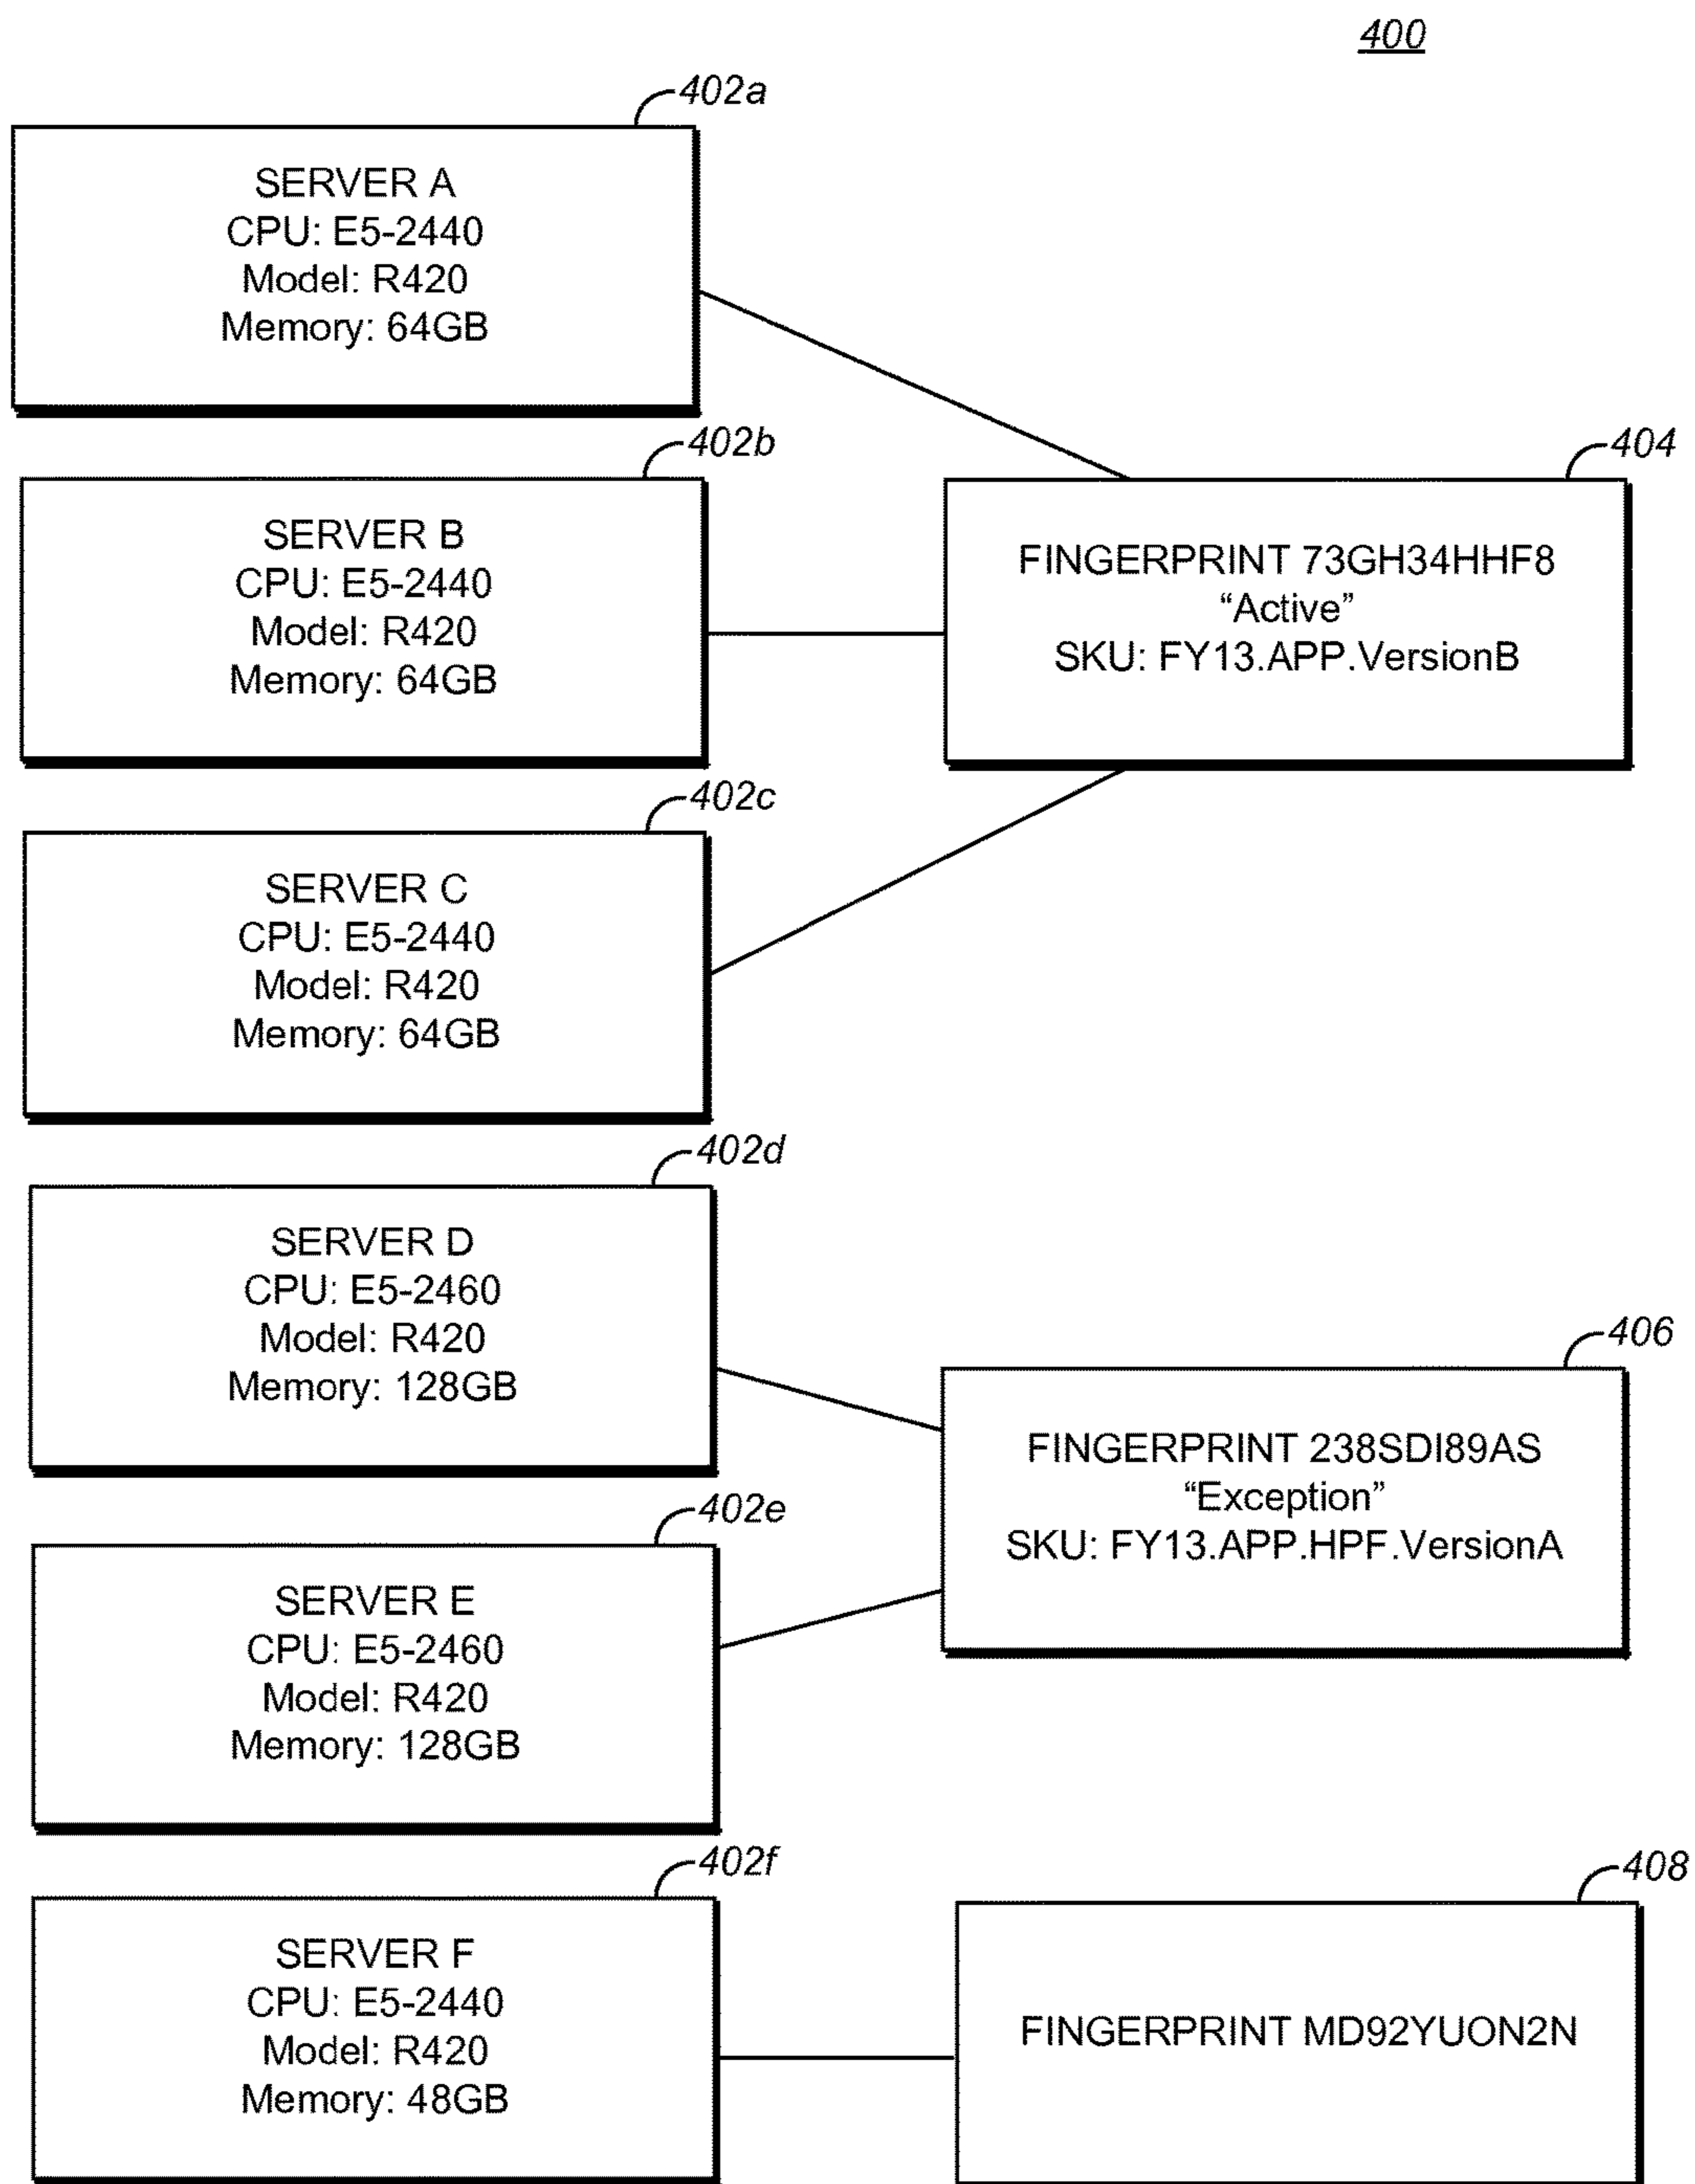 400
402a
SERVER A
CPU: E5-2440
Model: R420
Memory: 64GB
402b
SERVER B
CPU: E5-2440
Model: R420
Memory: 64GB
404
FINGERPRINT 73GH34HHF8
“Active”
SKU: FY13.APP.VersionB
402c
SERVER C
CPU: E5-2440
Model: R420
Memory: 64GB
402d
SERVER D
CPU: E5-2460
Model: R420
Memory: 128GB
406
FINGERPRINT 238SDI89AS
“Exception”
SKU: FY13.APP.HPF.VersionA
402e
SERVER E
CPU: E5-2460
Model: R420
Memory: 128GB
402f
SERVER F
CPU: E5-2440
Model: R420
Memory: 48GB
408
FINGERPRINT MD92YUON2N